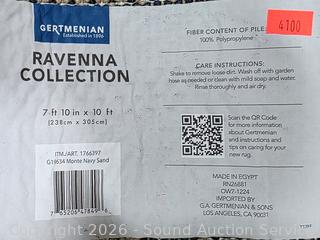 GERTMENIAN
Established in 1896
RAVENNA
COLLECTION
7 ft 10 in x 10 ft
(238cm x 305cm)
ITM./ART. 1766397
G19634 Monte Navy Sand
FIBER CONTENT OF PILE:
100% Polypropylene
4100
CARE INSTRUCTIONS:
Shake to remove loose dirt. Wash off with garden
hose as needed or clean with mild soap and water.
Rinse thoroughly and air dry.
Scan the QR Code
for more information
about Gertmenian
and instructions and
tips on caring for
your new rug.
MADE IN EGYPT
RN26881
OW7-1224
IMPORTED BY
G.A. GERTMENIAN & SONS
LOS ANGELES, CA 90031
Copyright 2026 - Sound Auction Service